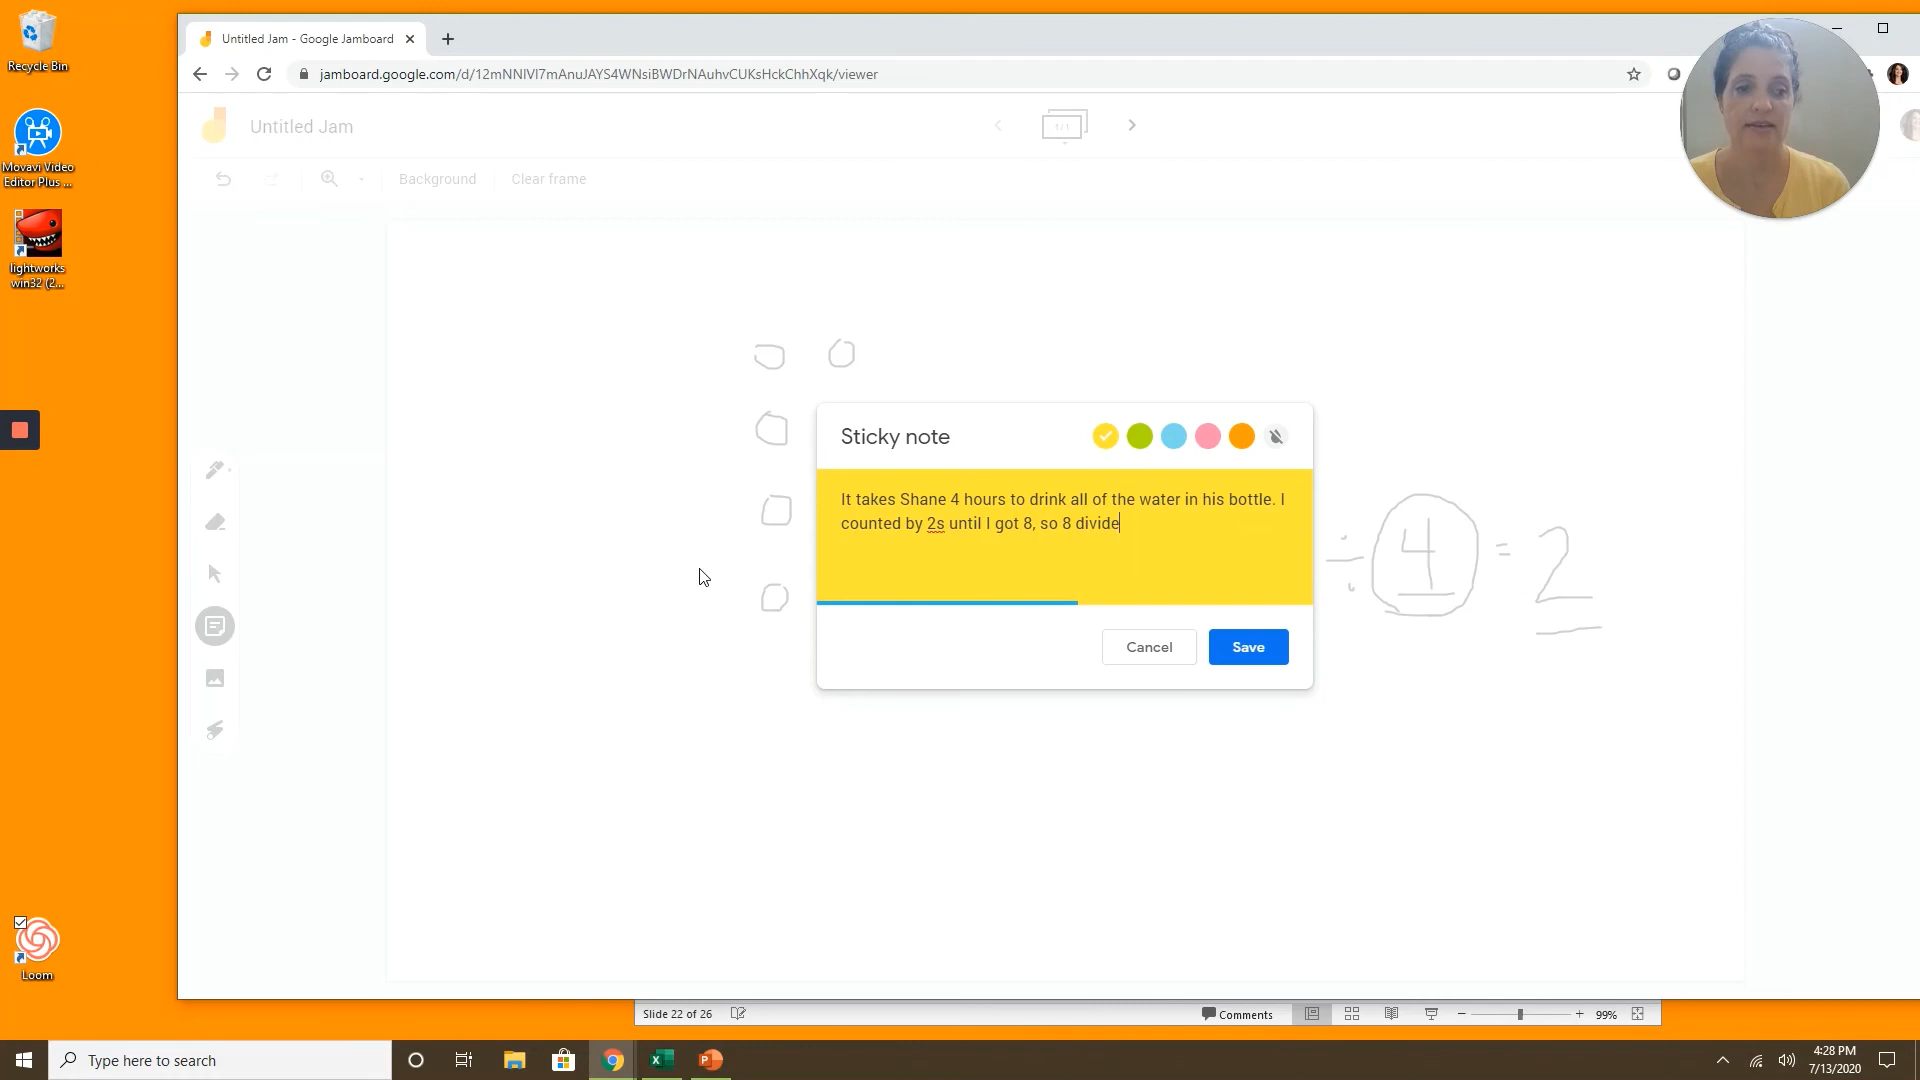 Recycle Bin
Movavi Video
Editor Plus ...
lightworks
win32 (2...
Loom
Untitled Jam - Google Jamboard
jamboard.google.com/d/12mNNIVl7mAnuJAYS4WNsiBWDrNAuhvCUKsHckChhXqk/viewer
Untitled Jam
1/1
Background
Clear frame
Sticky note
It takes Shane 4 hours to drink all of the water in his bottle. I
counted by 2s until I got 8, so 8 divide
Cancel
Save
÷ 4 = 2
Slide 22 of 26
Comments
99%
Type here to search
4:28 PM
7/13/2020